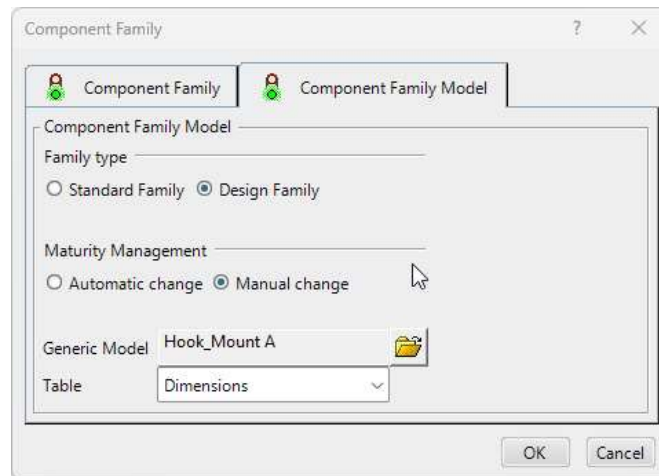 Component Family
?
Component Family
Component Family Model
Component Family Model
Family type
Standard Family
Design Family
Maturity Management
Automatic change
Manual change
Generic Model
Hook_Mount A
Table
Dimensions
OK
Cancel